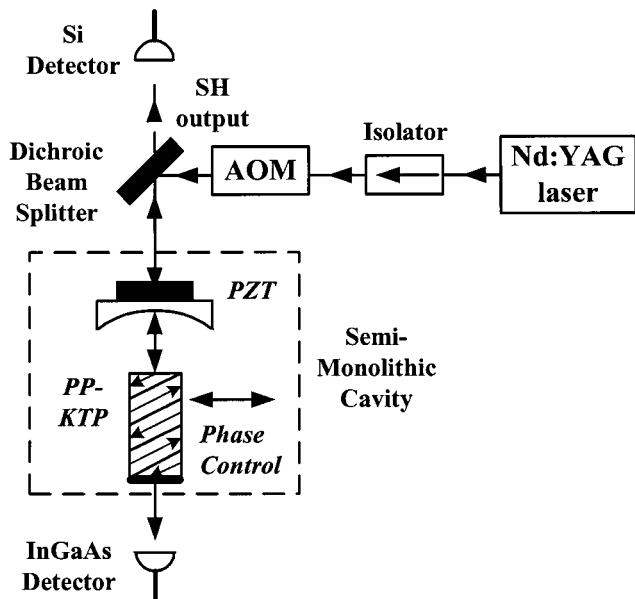 Si
Detector
SH
output
Isolator
Nd:YAG
laser
AOM
Dichroic
Beam
Splitter
PZT
Semi-
Monolithic
Cavity
PP-
KTP
Phase
Control
InGaAs
Detector